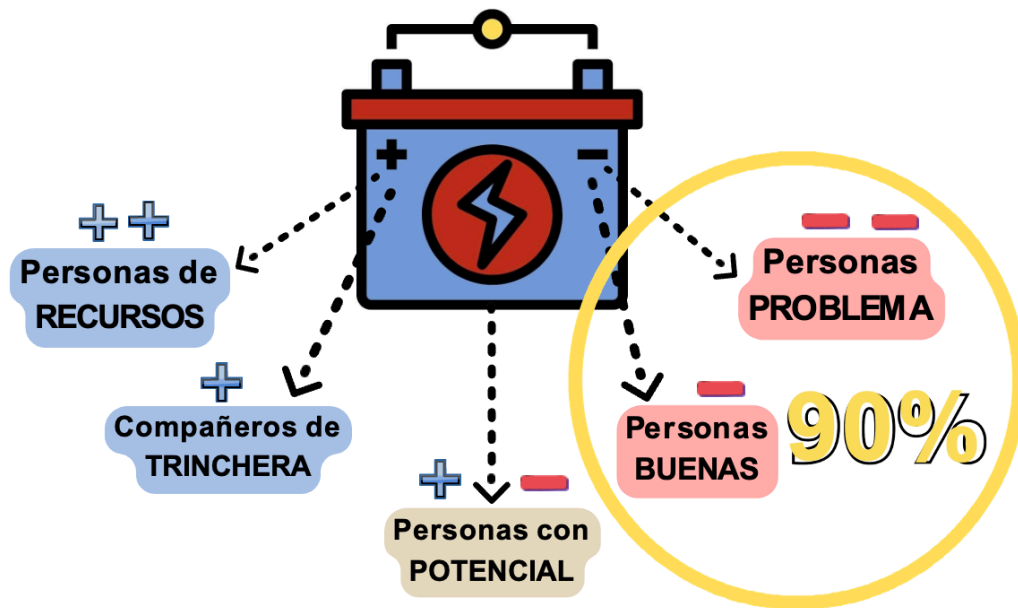 + -
+ +
Personas de
RECURSOS
+
Compañeros de
TRINCHERA
+ -
Personas con
POTENCIAL
- -
Personas
PROBLEMA
-
Personas
BUENAS
90%